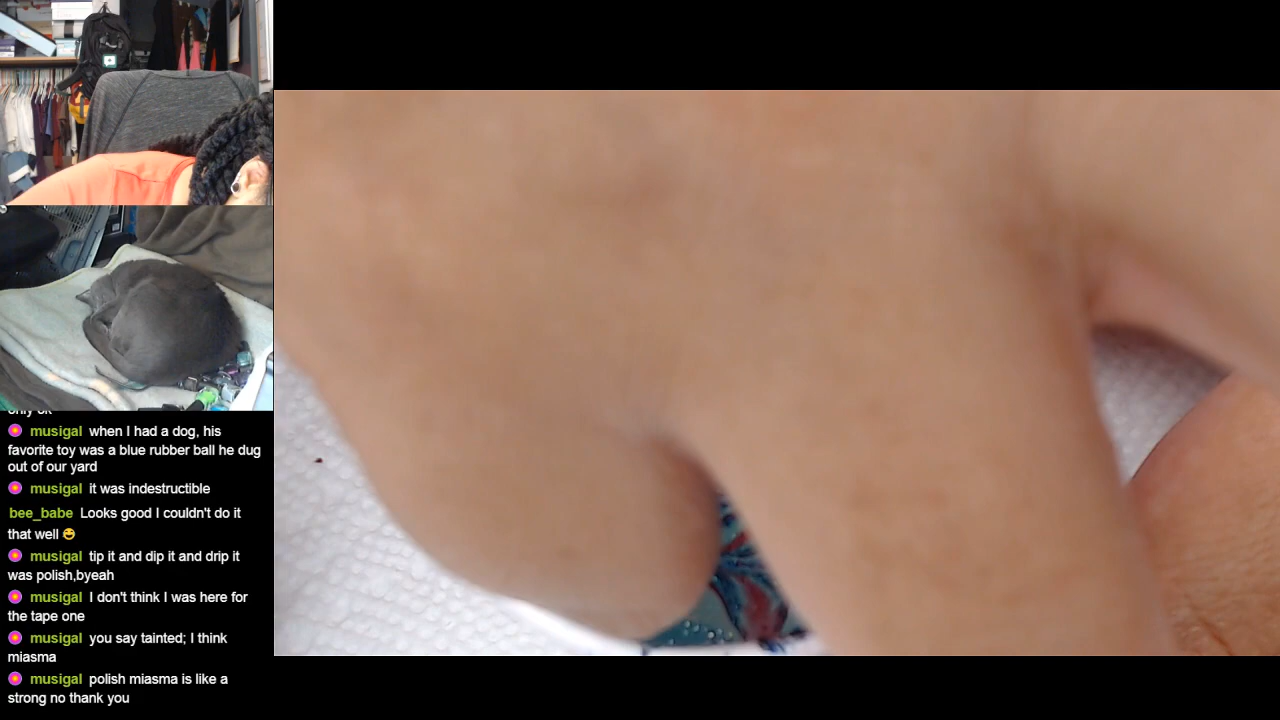 only ok
musigal when I had a dog, his
favorite toy was a blue rubber ball he dug
out of our yard
musigal it was indestructible
bee_babe Looks good I couldn't do it
that well 😅
musigal tip it and dip it and drip it
was polish,byeah
musigal I don't think I was here for
the tape one
musigal you say tainted; I think
miasma
musigal polish miasma is like a
strong no thank you